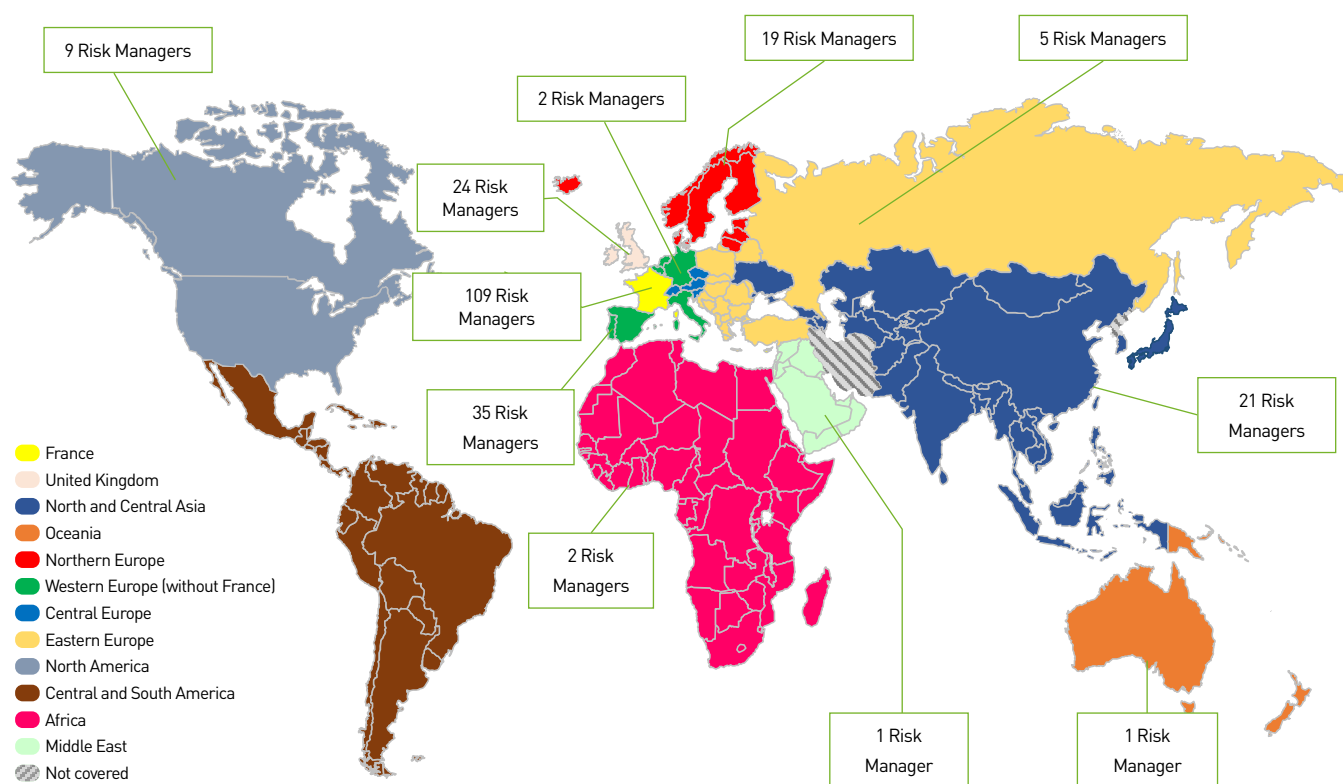 9 Risk Managers
19 Risk Managers
5 Risk Managers
2 Risk Managers
24 Risk
Managers
109 Risk
Managers
35 Risk
Managers
21 Risk
Managers
2 Risk
Managers
1 Risk
Manager
1 Risk
Manager
France
United Kingdom
North and Central Asia
Oceania
Northern Europe
Western Europe (without France)
Central Europe
Eastern Europe
North America
Central and South America
Africa
Middle East
Not covered